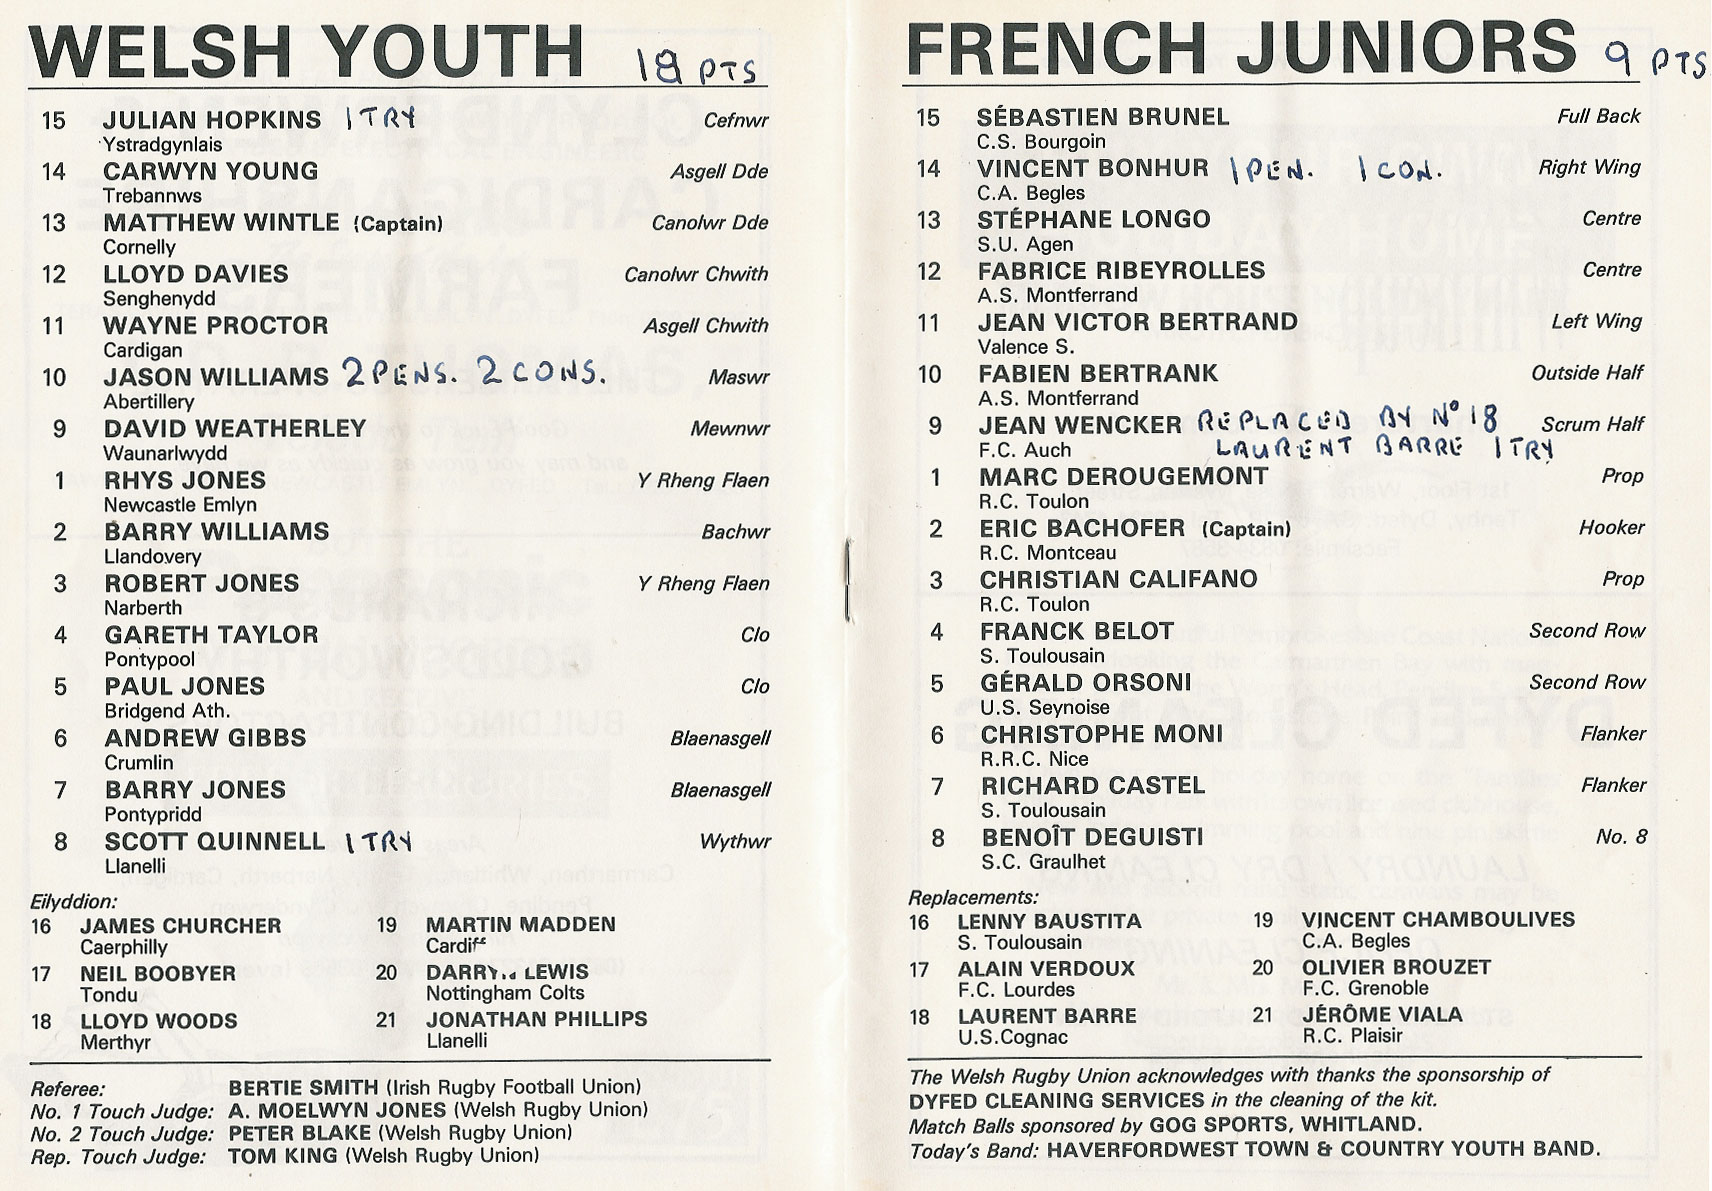 WELSH YOUTH 18 PTS
15 JULIAN HOPKINS 1 TRY Cefnwr
Ystradgynlais
14 CARWYN YOUNG Asgell Dde
Trebannws
13 MATTHEW WINTLE (Captain) Canolwr Dde
Cornelly
12 LLOYD DAVIES Canolwr Chwith
Senghenydd
11 WAYNE PROCTOR Asgell Chwith
Cardigan
10 JASON WILLIAMS 2 PENS. 2 CONS. Maswr
Abertillery
9 DAVID WEATHERLEY Mewnwr
Waunarlwydd
1 RHYS JONES Y Rheng Flaen
Newcastle Emlyn
2 BARRY WILLIAMS Bachwr
Llandovery
3 ROBERT JONES Y Rheng Flaen
Narberth
4 GARETH TAYLOR Clo
Pontypool
5 PAUL JONES Clo
Bridgend Ath.
6 ANDREW GIBBS Blaenasgell
Crumlin
7 BARRY JONES Blaenasgell
Pontypridd
8 SCOTT QUINNELL 1 TRY Wythwr
Llanelli
Eilyddion:
16 JAMES CHURCHER 19 MARTIN MADDEN
Caerphilly Cardiff
17 NEIL BOOBYER 20 DARRYL LEWIS
Tondu Nottingham Colts
18 LLOYD WOODS 21 JONATHAN PHILLIPS
Merthyr Llanelli
Referee: BERTIE SMITH (Irish Rugby Football Union)
No. 1 Touch Judge: A. MOELWYN JONES (Welsh Rugby Union)
No. 2 Touch Judge: PETER BLAKE (Welsh Rugby Union)
Rep. Touch Judge: TOM KING (Welsh Rugby Union)
FRENCH JUNIORS 9 PTS
15 SÉBASTIEN BRUNEL Full Back
C.S. Bourgoin
14 VINCENT BONHUR 1 PEN. 1 CON. Right Wing
C.A. Begles
13 STÉPHANE LONGO Centre
S.U. Agen
12 FABRICE RIBEYROLLES Centre
A.S. Montferrand
11 JEAN VICTOR BERTRAND Left Wing
Valence S.
10 FABIEN BERTRANK Outside Half
A.S. Montferrand
9 JEAN WENCKER REPLACED BY Nº 18 Scrum Half
F.C. Auch LAURENT BARRE 1 TRY
1 MARC DEROUGEMONT Prop
R.C. Toulon
2 ERIC BACHOFER (Captain) Hooker
R.C. Montceau
3 CHRISTIAN CALIFANO Prop
R.C. Toulon
4 FRANCK BELOT Second Row
S. Toulousain
5 GÉRALD ORSONI Second Row
U.S. Seynoise
6 CHRISTOPHE MONI Flanker
R.R.C. Nice
7 RICHARD CASTEL Flanker
S. Toulousain
8 BENOÎT DEGUISTI No. 8
S.C. Graulhet
Replacements:
16 LENNY BAUSTITA 19 VINCENT CHAMBOULIVES
S. Toulousain C.A. Begles
17 ALAIN VERDOUX 20 OLIVIER BROUZET
F.C. Lourdes F.C. Grenoble
18 LAURENT BARRE 21 JÉRÔME VIALA
U.S.Cognac R.C. Plaisir
The Welsh Rugby Union acknowledges with thanks the sponsorship of
DYFED CLEANING SERVICES in the cleaning of the kit.
Match Balls sponsored by GOG SPORTS, WHITLAND.
Today's Band: HAVERFORDWEST TOWN & COUNTRY YOUTH BAND.